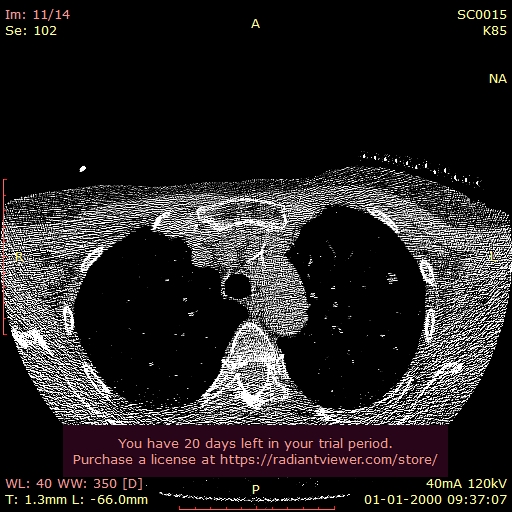 Im: 11/14
Se: 102
A
SC0015
K85
NA
R
L
You have 20 days left in your trial period.
Purchase a license at https://radiantviewer.com/store/
WL: 40 WW: 350 [D]
T: 1.3mm L: -66.0mm
P
40mA 120kV
01-01-2000 09:37:07